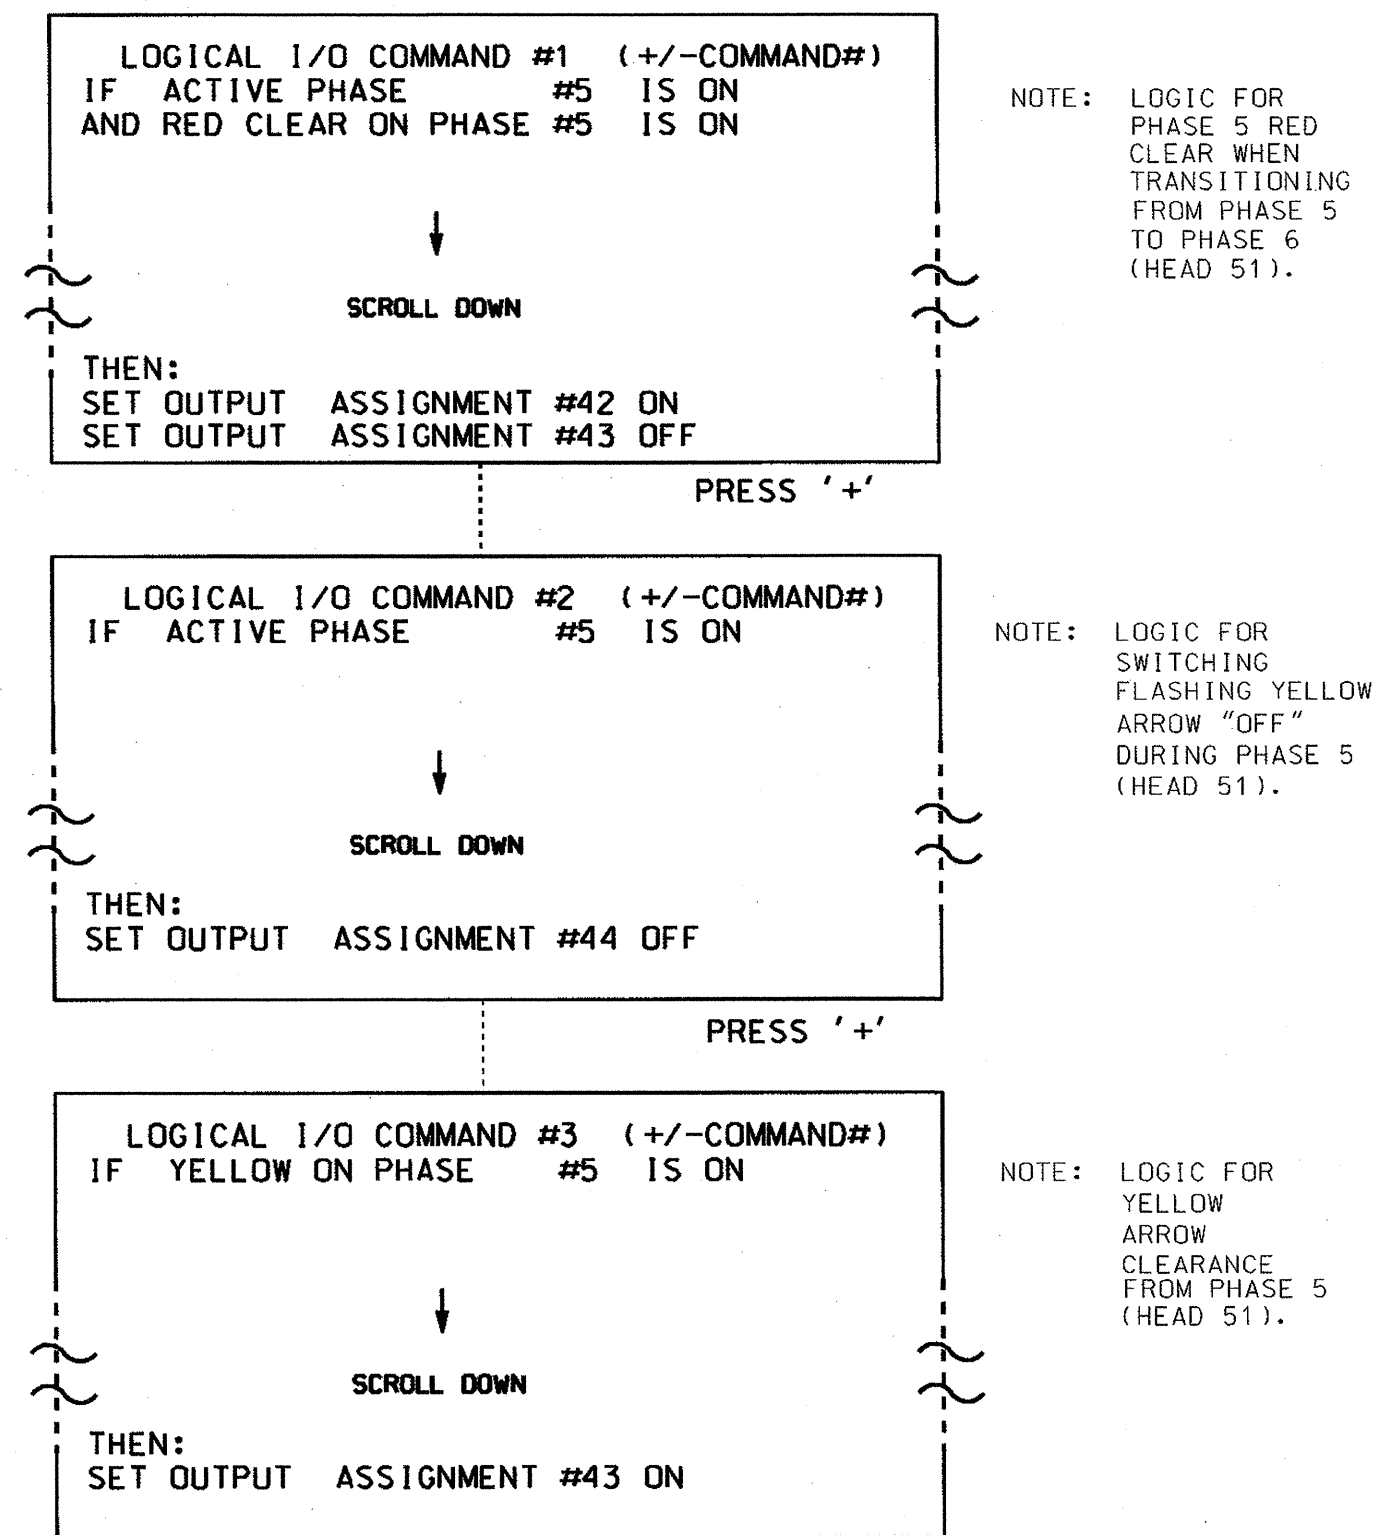 LOGICAL I/O COMMAND #1 (+/-COMMAND#)
IF ACTIVE PHASE #5 IS ON
AND RED CLEAR ON PHASE #5 IS ON
SCROLL DOWN
THEN:
SET OUTPUT ASSIGNMENT #42 ON
SET OUTPUT ASSIGNMENT #43 OFF
NOTE: LOGIC FOR
PHASE 5 RED
CLEAR WHEN
TRANSITIONING
FROM PHASE 5
TO PHASE 6
(HEAD 51).
PRESS '+'
LOGICAL I/O COMMAND #2 (+/-COMMAND#)
IF ACTIVE PHASE #5 IS ON
SCROLL DOWN
THEN:
SET OUTPUT ASSIGNMENT #44 OFF
NOTE: LOGIC FOR
SWITCHING
FLASHING YELLOW
ARROW "OFF"
DURING PHASE 5
(HEAD 51).
PRESS '+'
LOGICAL I/O COMMAND #3 (+/-COMMAND#)
IF YELLOW ON PHASE #5 IS ON
SCROLL DOWN
THEN:
SET OUTPUT ASSIGNMENT #43 ON
NOTE: LOGIC FOR
YELLOW
ARROW
CLEARANCE
FROM PHASE 5
(HEAD 51).